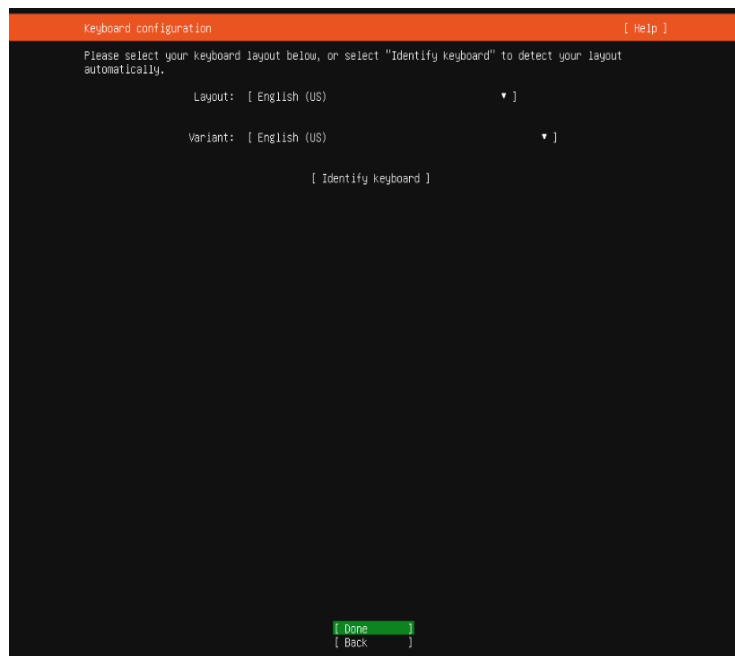 Keyboard configuration [ Help ]
Please select your keyboard layout below, or select "Identify keyboard" to detect your layout
automatically.
Layout: [ English (US) ▾ ]
Variant: [ English (US) ▾ ]
[ Identify keyboard ]
[ Done ]
[ Back ]